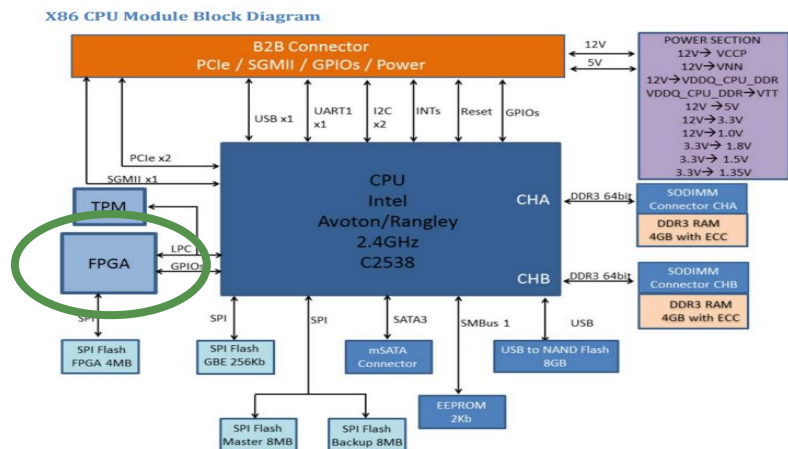 X86 CPU Module Block Diagram
B2B Connector
PCIe / SGMII / GPIOs / Power
12V
5V
POWER SECTION
12V→ VCCP
12V→VNN
12V→VDDQ_CPU_DDR
VDDQ_CPU_DDR→VTT
12V →5V
12V→3.3V
12V→1.0V
3.3V→ 1.8V
3.3V→ 1.5V
3.3V→ 1.35V
USB x1
UART1
x1
I2C
x2
INTs
Reset
GPIOs
PCIe x2
SGMII x1
TPM
FPGA
LPC
GPIOs
CPU
Intel
Avoton/Rangley
2.4GHz
C2538
CHA
CHB
DDR3 64bit
SODIMM
Connector CHA
DDR3 RAM
4GB with ECC
DDR3 64bit
SODIMM
Connector CHB
DDR3 RAM
4GB with ECC
SPI
SPI
SPI
SATA3
SMBus 1
USB
SPI Flash
FPGA 4MB
SPI Flash
GBE 256Kb
mSATA
Connector
USB to NAND Flash
8GB
EEPROM
2Kb
SPI Flash
Master 8MB
SPI Flash
Backup 8MB